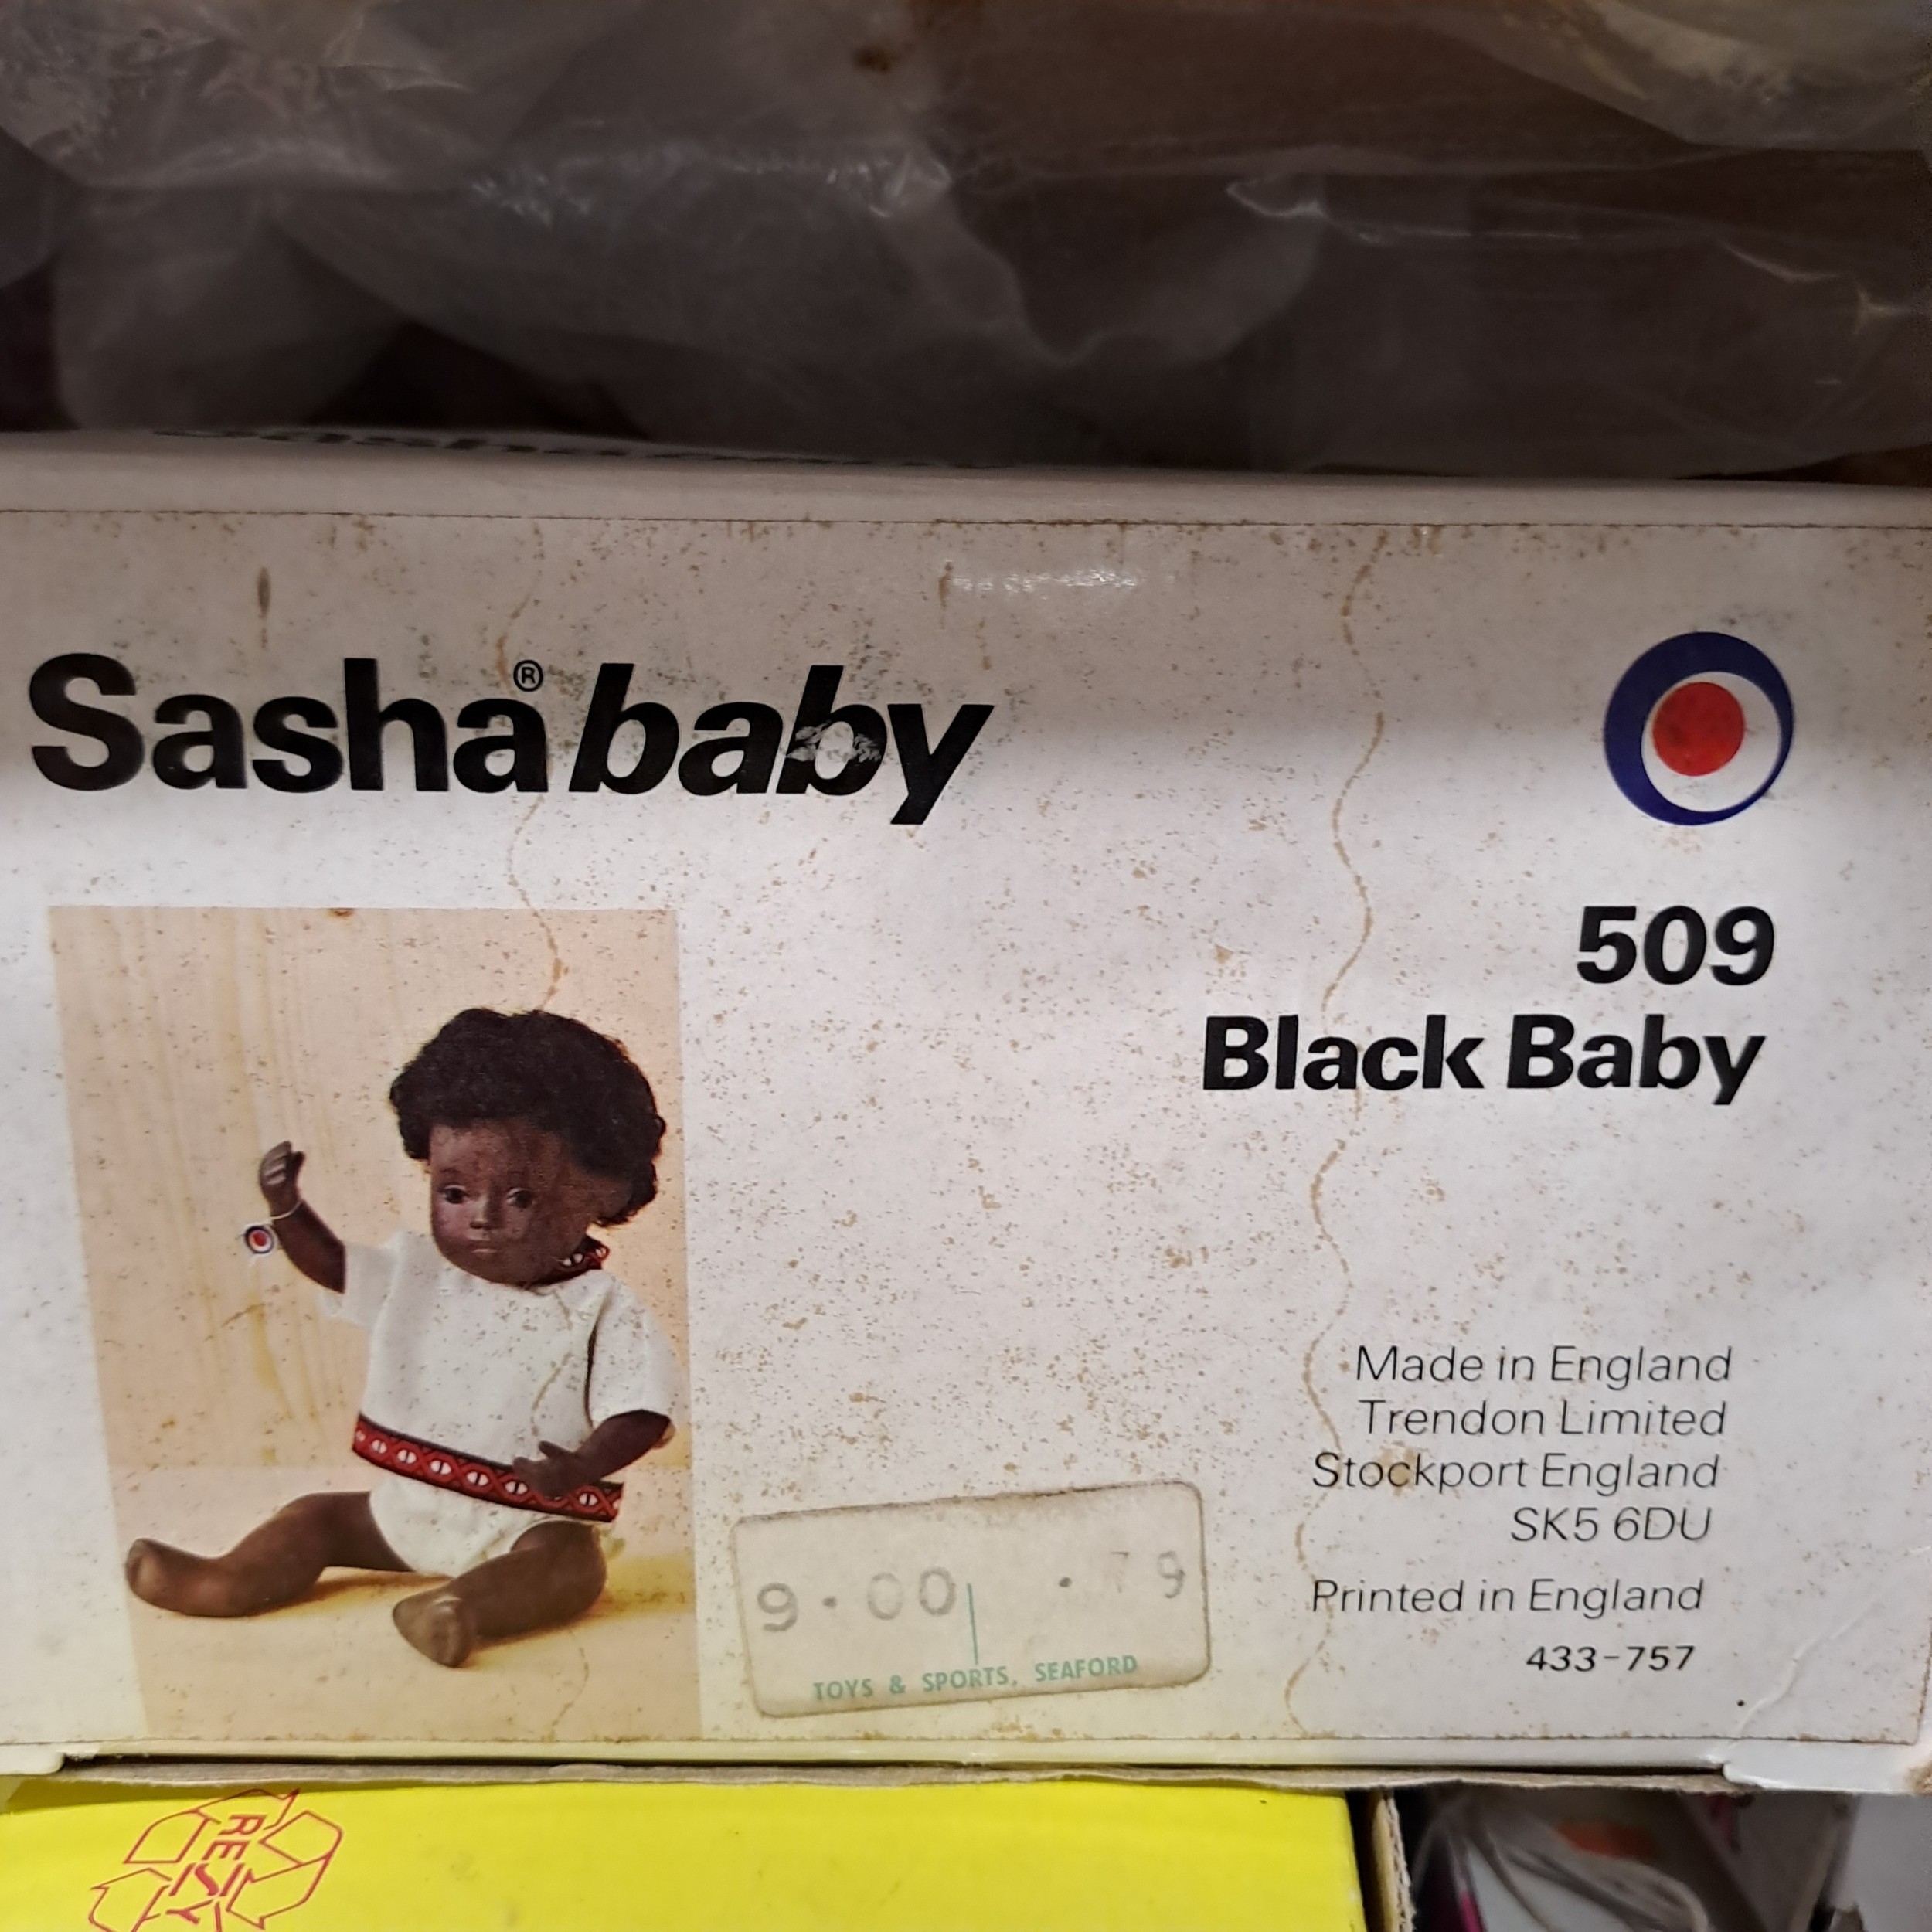 Sasha® baby
509
Black Baby
Made in England
Trendon Limited
Stockport England
SK5 6DU
Printed in England
433-757
9.00 . 79
TOYS & SPORTS, SEAFORD